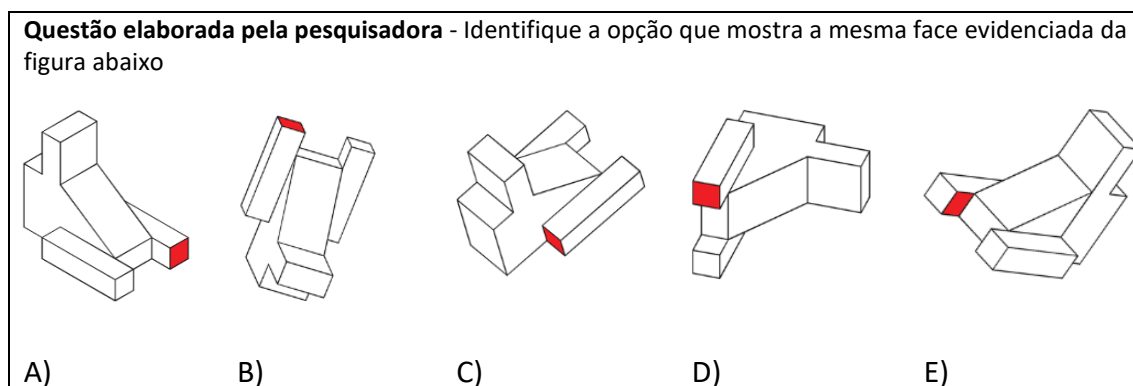 Questão elaborada pela pesquisadora - Identifique a opção que mostra a mesma face evidenciada da
figura abaixo
A) B) C) D) E)